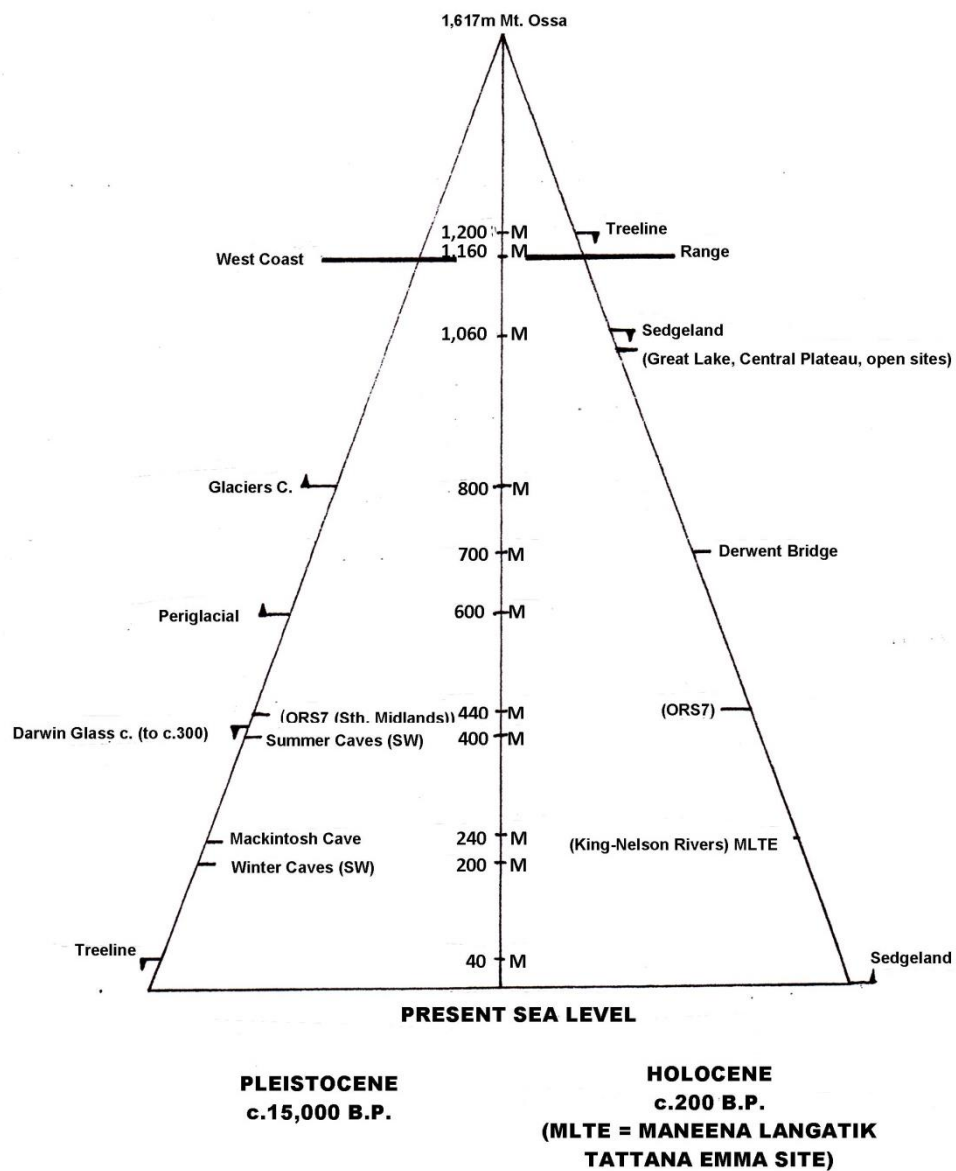 1,617m Mt. Ossa
1,200 M Treeline
1,160 M
West Coast Range
1,060 M Sedgeland
(Great Lake, Central Plateau, open sites)
Glaciers C. 800 M
700 M Derwent Bridge
Periglacial 600 M
(ORS7 (Sth. Midlands)) 440 M (ORS7)
Darwin Glass c. (to c.300)
Summer Caves (SW) 400 M
Mackintosh Cave 240 M (King-Nelson Rivers) MLTE
Winter Caves (SW) 200 M
Treeline 40 M Sedgeland
PRESENT SEA LEVEL
PLEISTOCENE
c.15,000 B.P.
HOLOCENE
c.200 B.P.
(MLTE = MANEENA LANGATIK
TATTANA EMMA SITE)